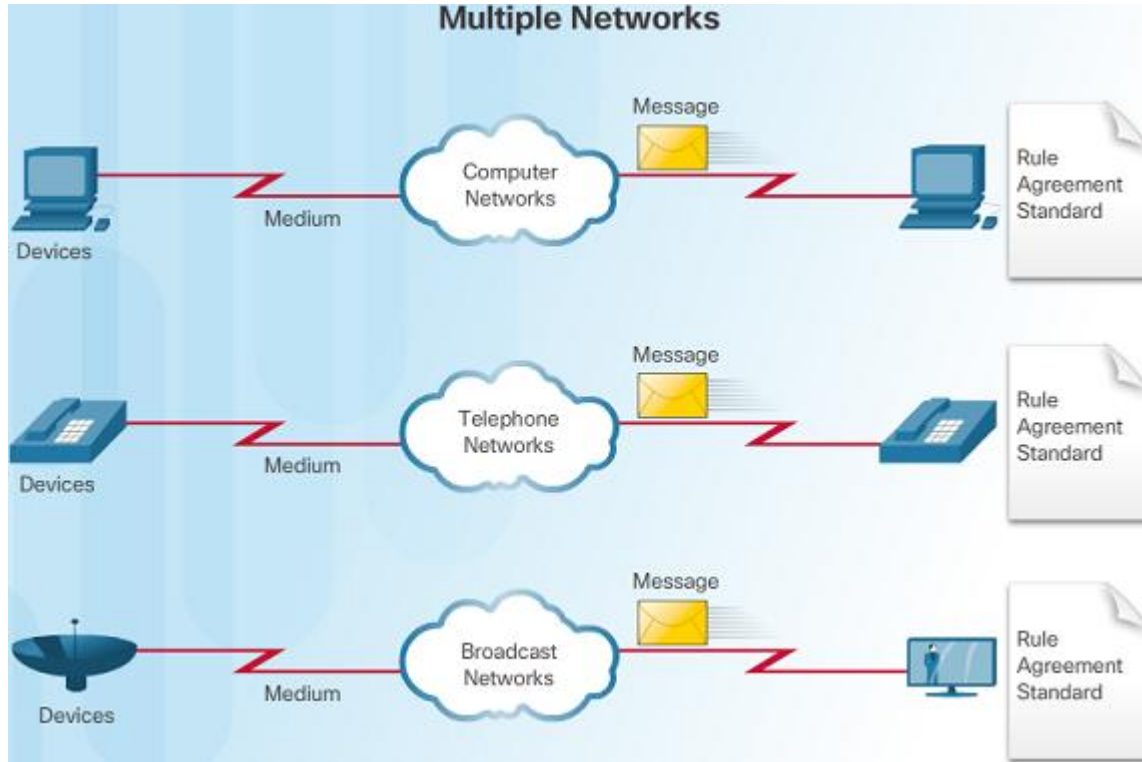 Multiple Networks
Message
Computer
Networks
Medium
Devices
Rule
Agreement
Standard
Message
Telephone
Networks
Medium
Devices
Rule
Agreement
Standard
Message
Broadcast
Networks
Medium
Devices
Rule
Agreement
Standard